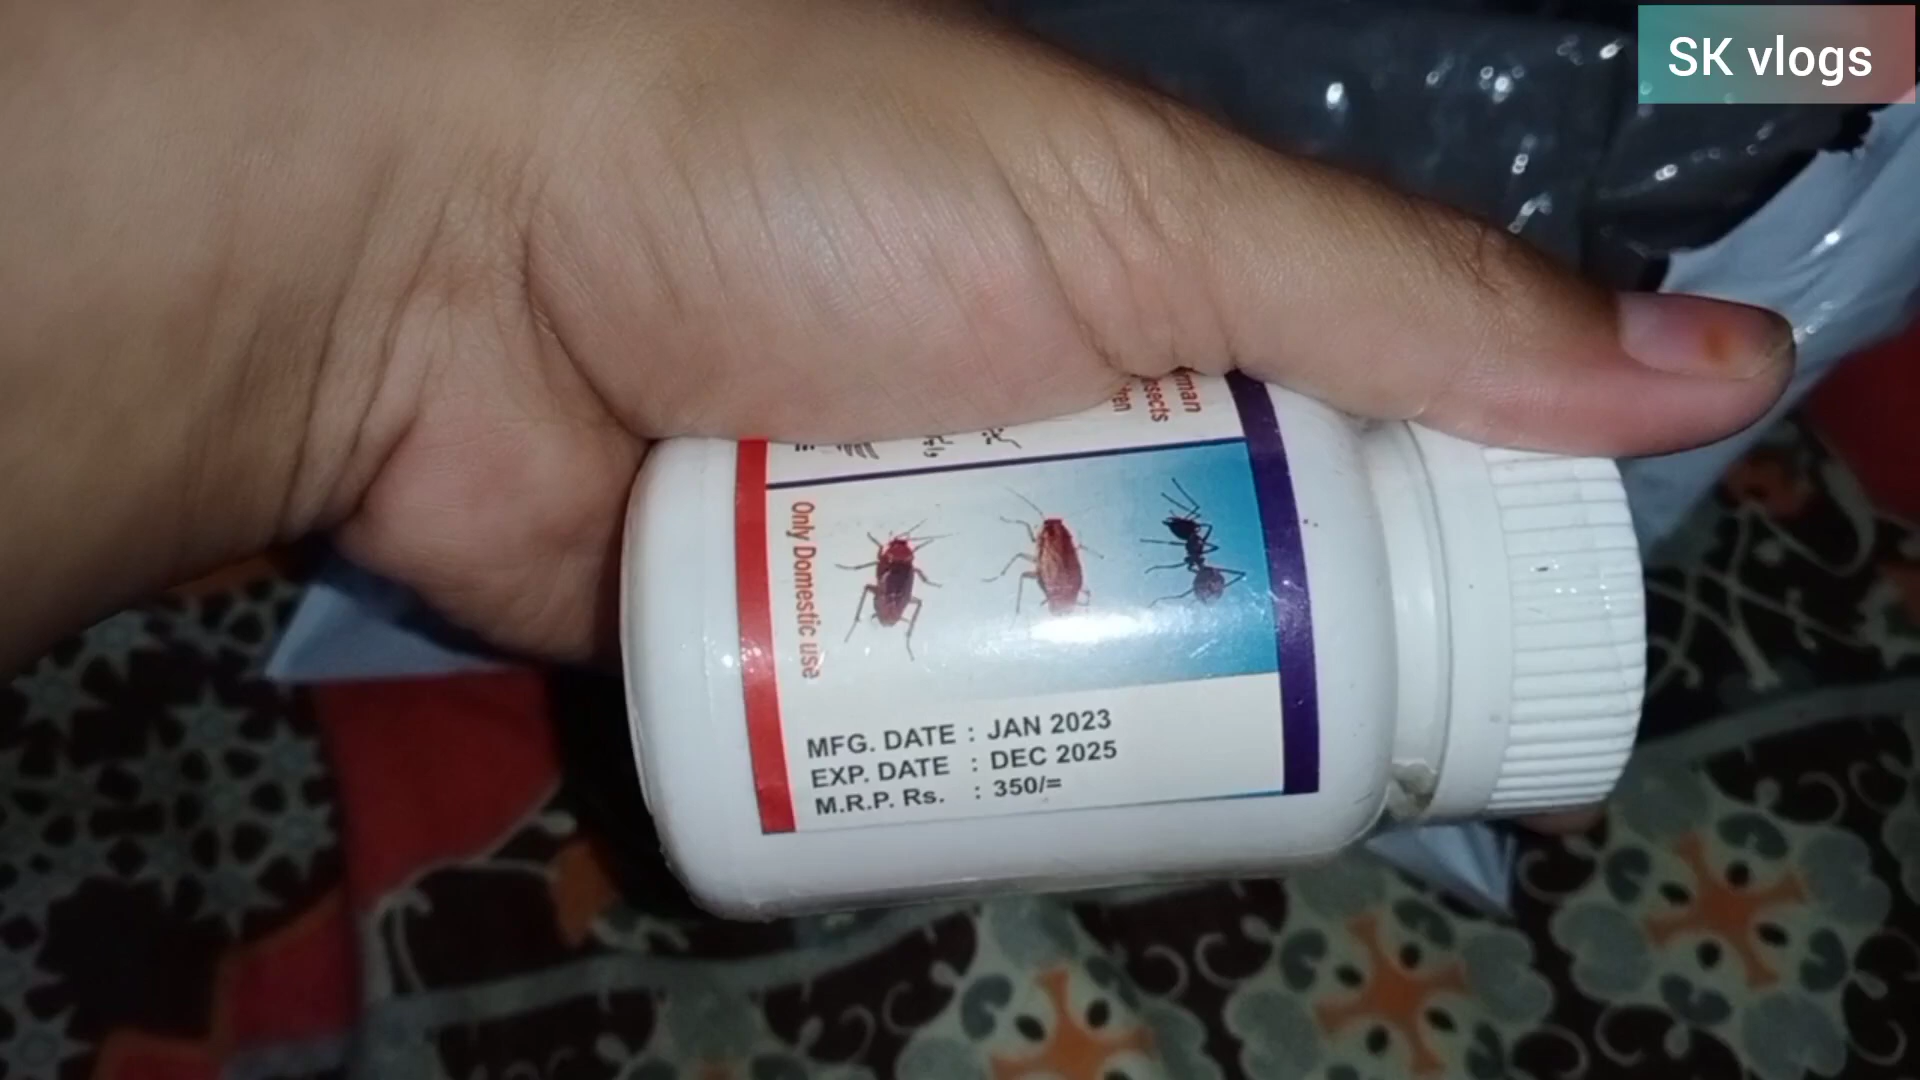 SK vlogs
Only Domestic use
MFG. DATE : JAN 2023
EXP. DATE : DEC 2025
M.R.P. Rs. : 350/=